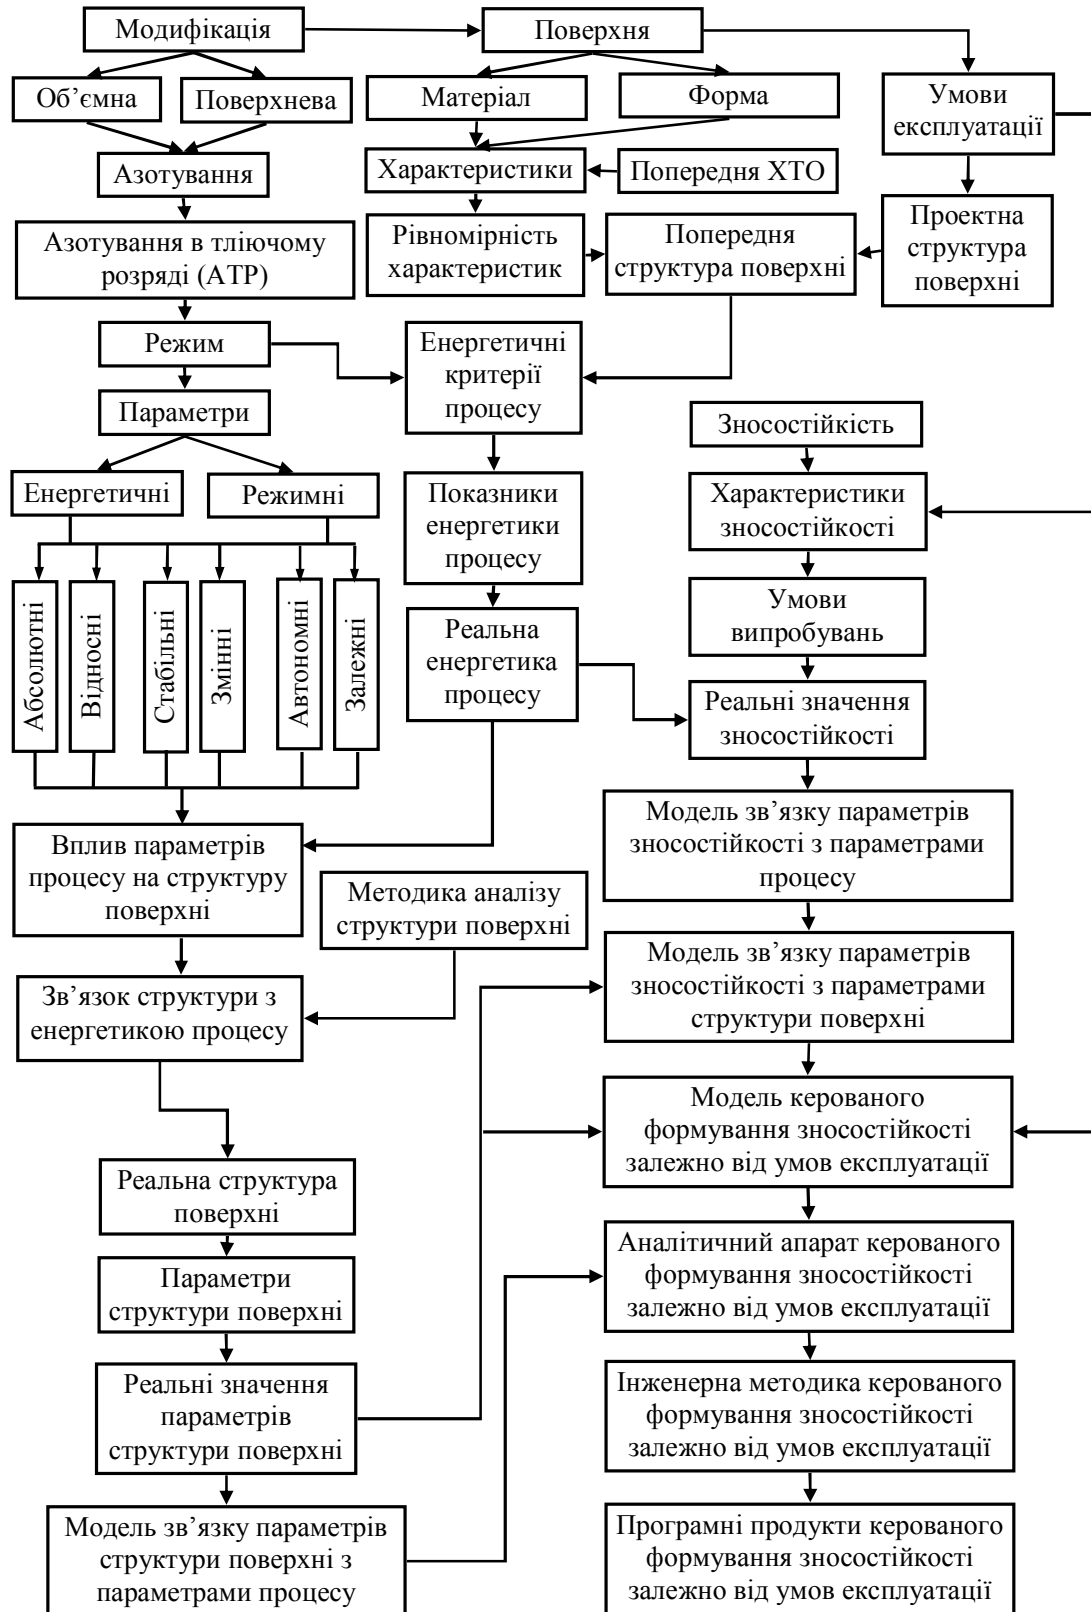 Модифікація
Поверхня
Об’ємна
Поверхнева
Матеріал
Форма
Умови
експлуатації
Азотування
Характеристики
Попередня ХТО
Азотування в тліючому
розряді (АТР)
Рівномірність
характеристик
Попередня
структура поверхні
Проектна
структура
поверхні
Режим
Енергетичні
критерії
процесу
Параметри
Зносостійкість
Енергетичні
Режимні
Показники
енергетики
процесу
Характеристики
зносостійкості
Абсолютні
Відносні
Стабільні
Змінні
Автономні
Залежні
Умови
випробувань
Реальна
енергетика
процесу
Реальні значення
зносостійкості
Модель зв’язку параметрів
зносостійкості з параметрами
процесу
Вплив параметрів
процесу на структуру
поверхні
Методика аналізу
структури поверхні
Модель зв’язку параметрів
зносостійкості з параметрами
структури поверхні
Зв’язок структури з
енергетикою процесу
Модель керованого
формування зносостійкості
залежно від умов експлуатації
Реальна структура
поверхні
Аналітичний апарат керованого
формування зносостійкості
залежно від умов експлуатації
Параметри
структури поверхні
Реальні значення
параметрів
структури поверхні
Інженерна методика керованого
формування зносостійкості
залежно від умов експлуатації
Модель зв’язку параметрів
структури поверхні з
параметрами процесу
Програмні продукти керованого
формування зносостійкості
залежно від умов експлуатації